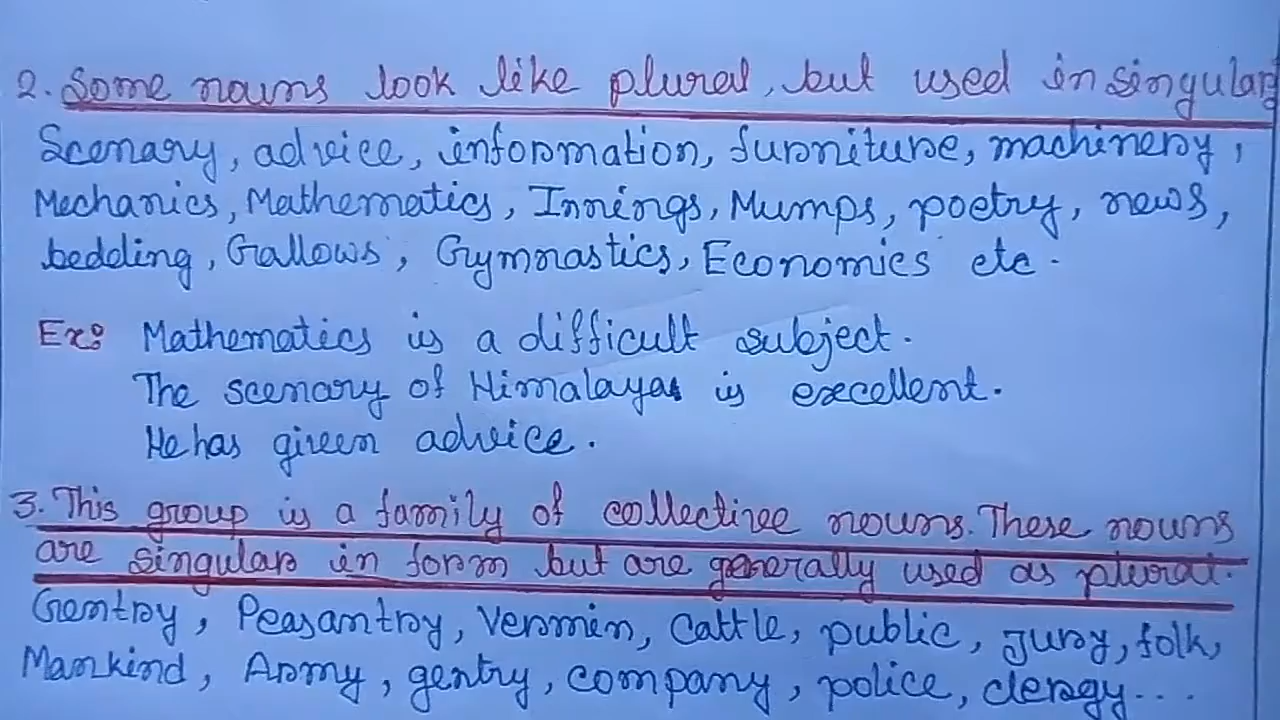 2. Some nouns look like plural, but used in singular
Scenary, advice, information, furniture, machinery,
Mechanics, Mathematics, Innings, Mumps, poetry, news,
bedding, Gallows, Gymnastics, Economics etc.
Ex: Mathematics is a difficult subject.
The scenary of Himalayas is excellent.
He has given advice.
3. This group is a family of collective nouns. These nouns
are singular in form but are generally used as plural.
Gentry, Peasantry, Vermin, Cattle, public, Jury, folk,
Mankind, Army, gentry, company, police, clergy...